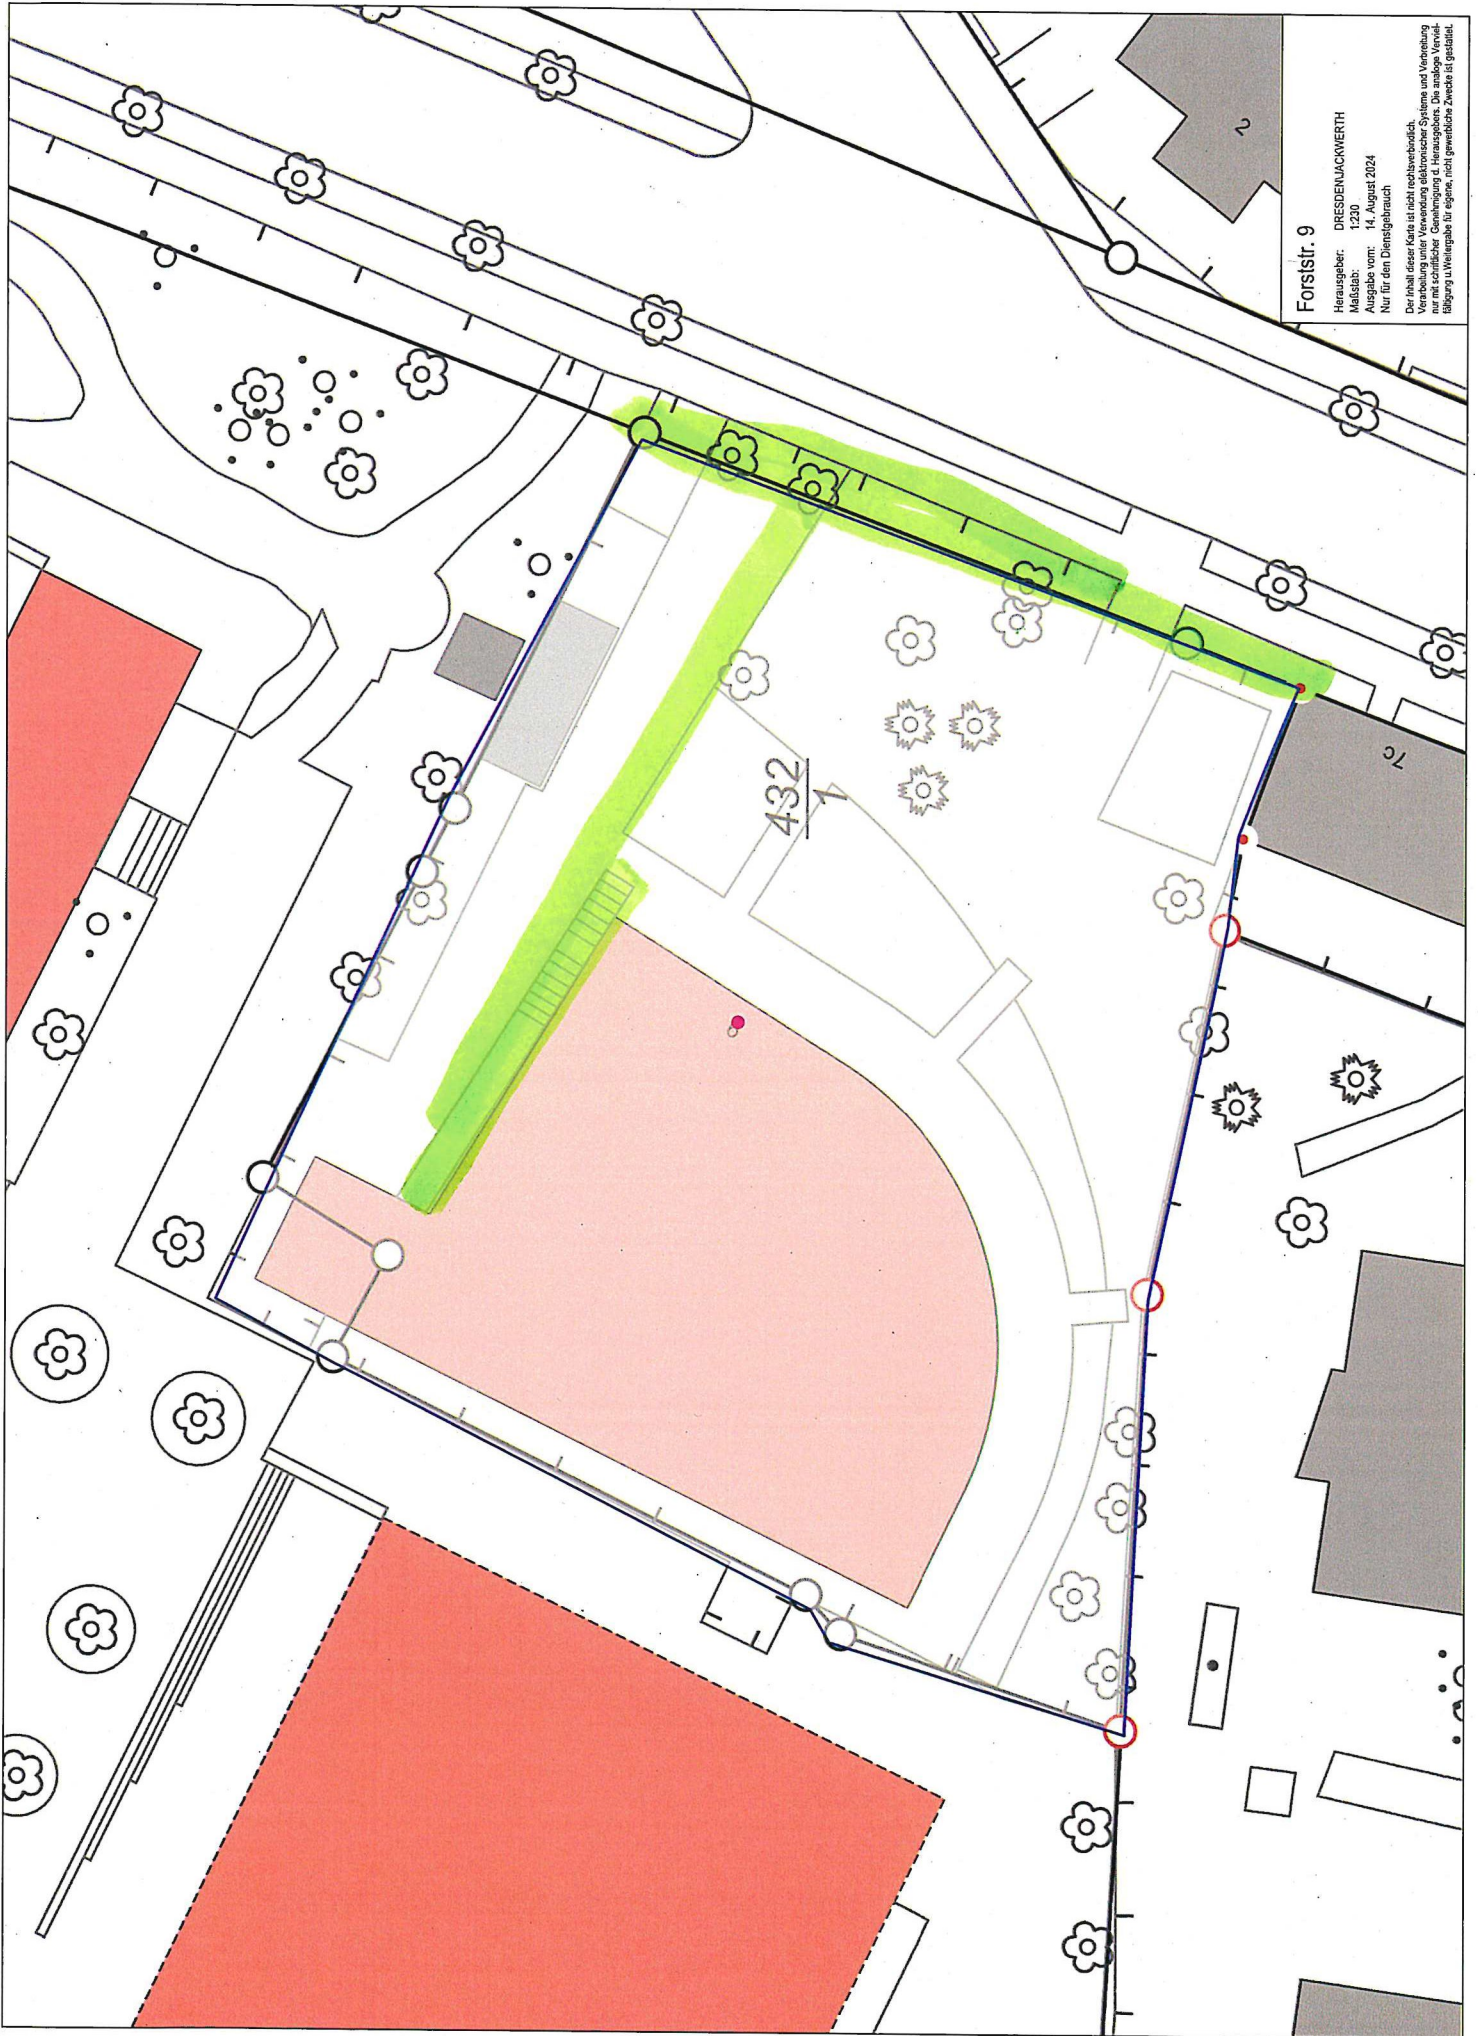 Forststr. 9
Herausgeber: DRESDEN\JACKWERTH
Maßstab: 1:230
Ausgabe vom: 14. August 2024
Nur für den Dienstgebrauch
Der Inhalt dieser Karte ist nicht rechtsverbindlich.
Verarbeitung unter Verwendung elektronischer Systeme und Verbreitung
nur mit schriftlicher Genehmigung d. Herausgebers. Die analoge Verviel-
fältigung u.Weitergabe für eigene, nicht gewerbliche Zwecke ist gestattet.
2
432
1
7c